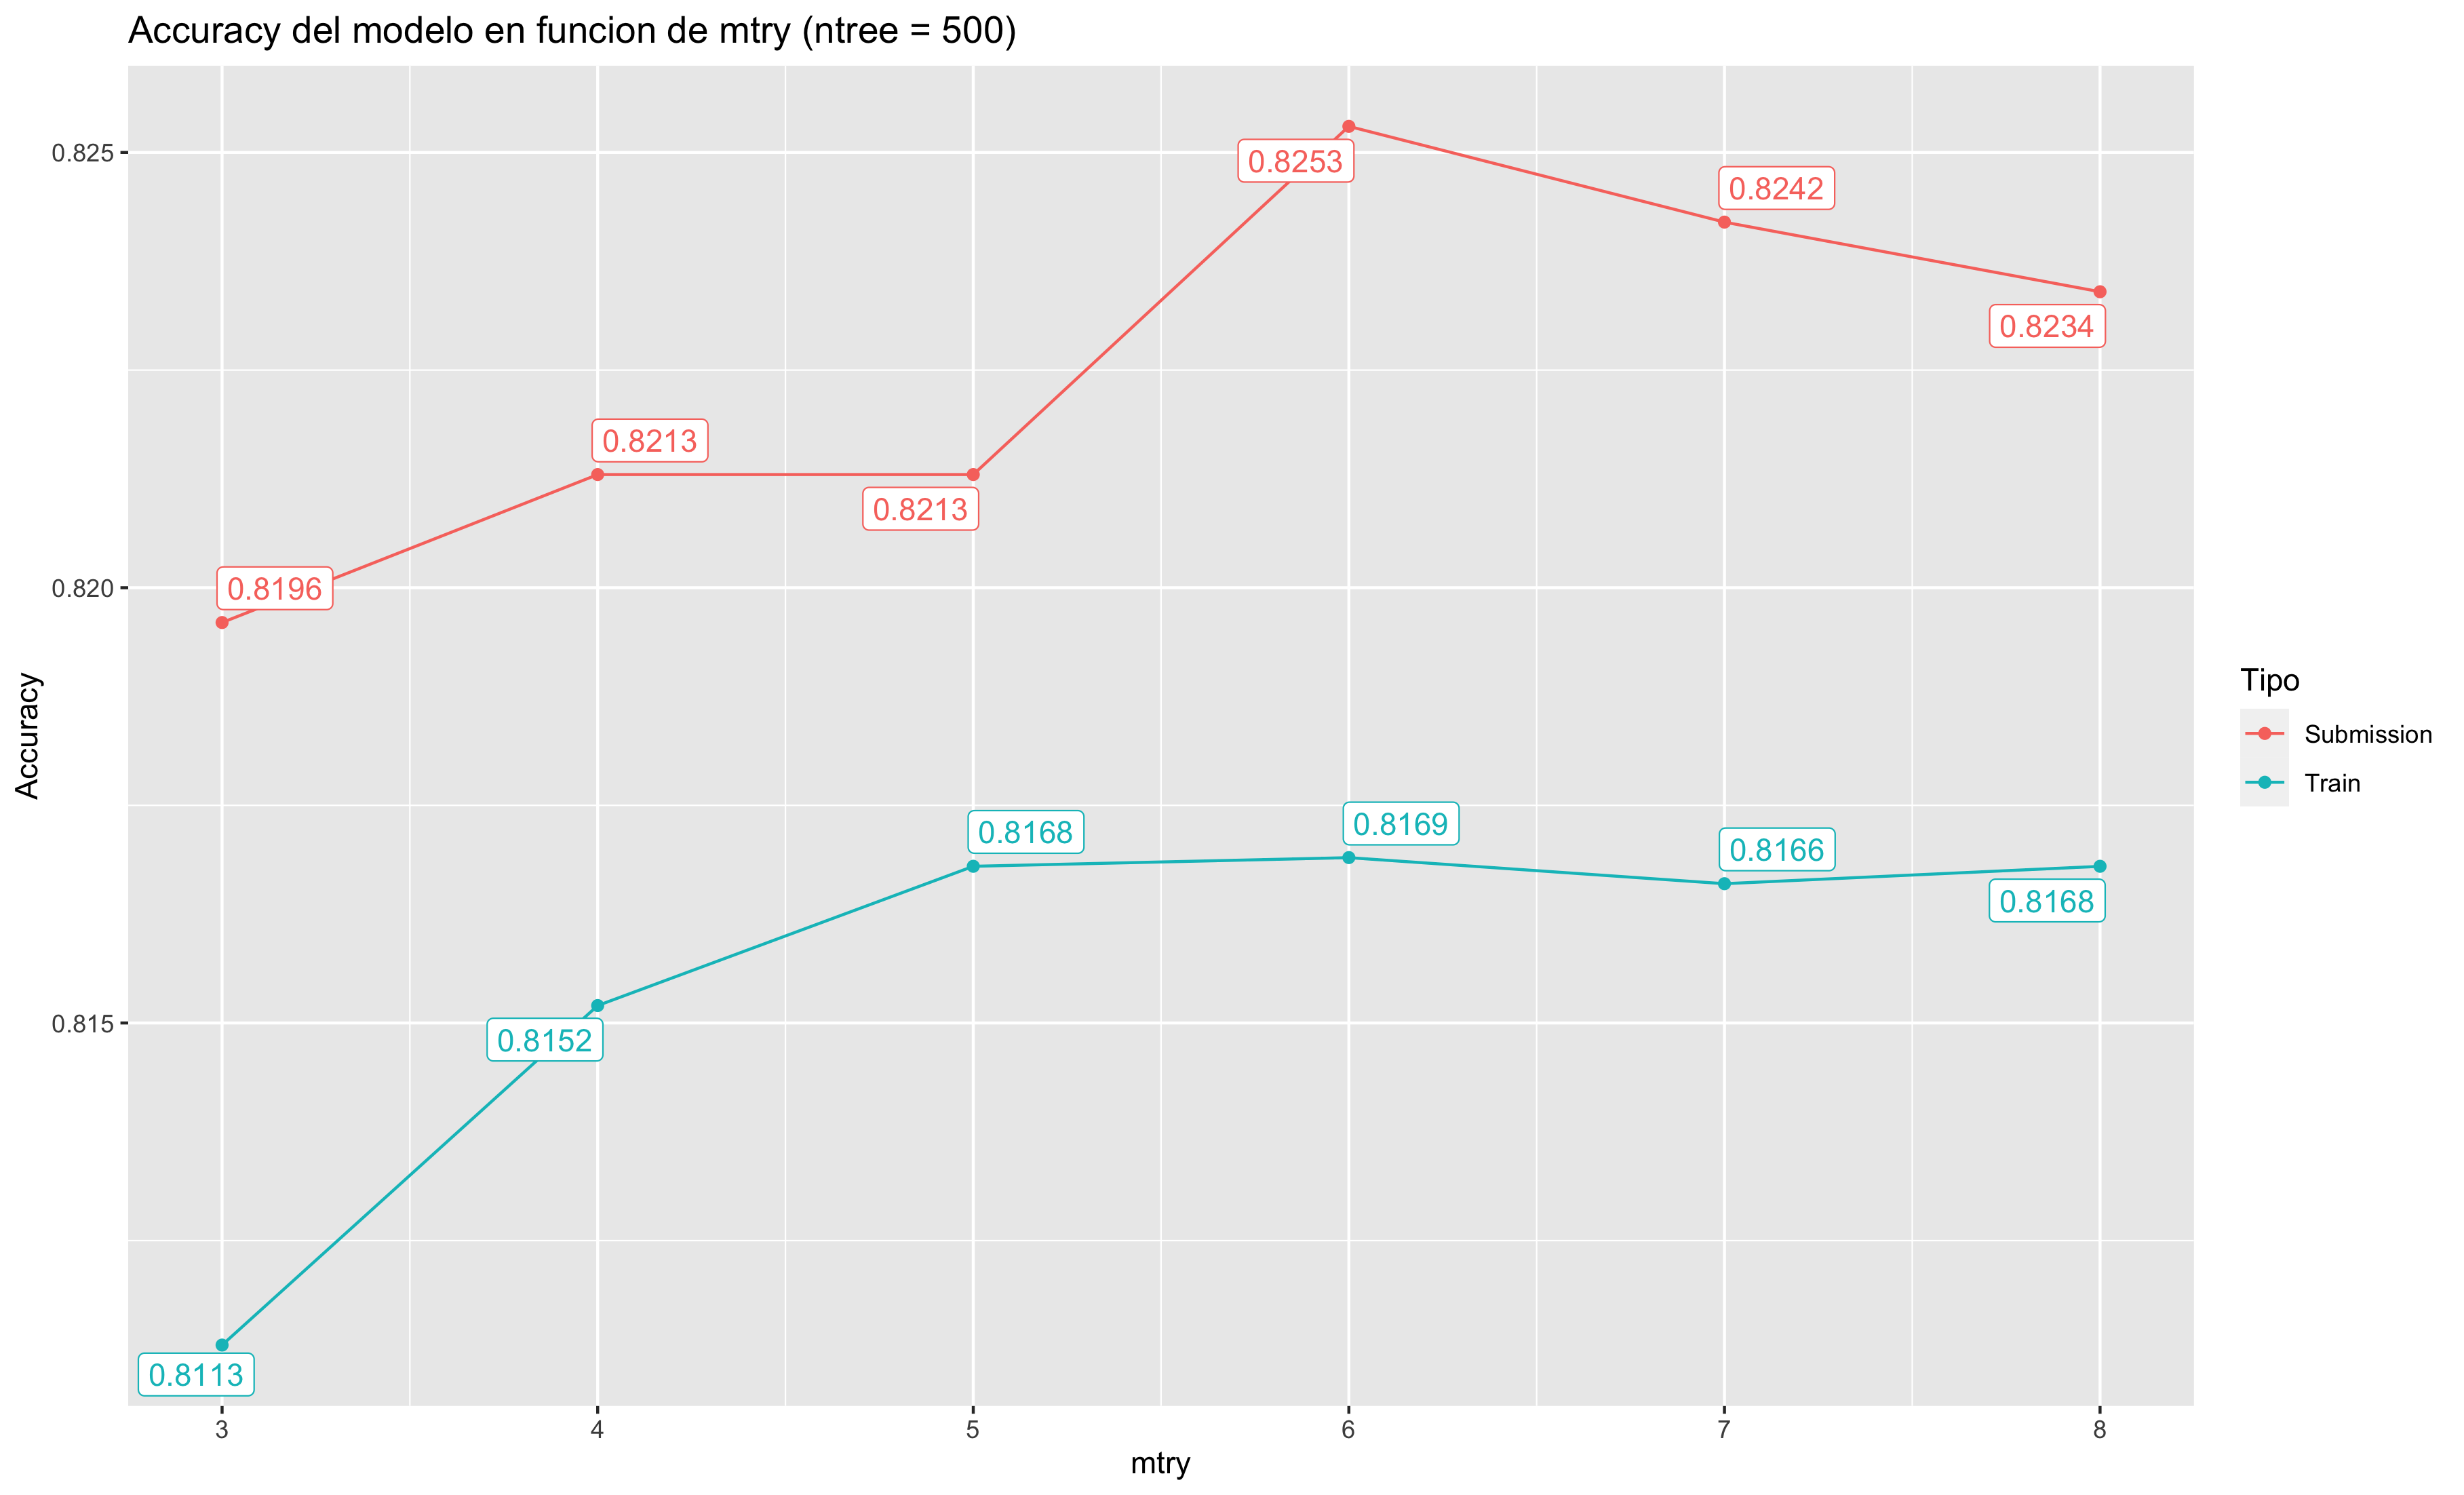 Accuracy del modelo en funcion de mtry (ntree = 500)
0.825
0.820
0.815
Accuracy
0.8253
0.8242
0.8234
0.8213
0.8213
0.8196
0.8168
0.8169
0.8166
0.8168
0.8152
0.8113
3 4 5 6 7 8
mtry
Tipo
Submission
Train